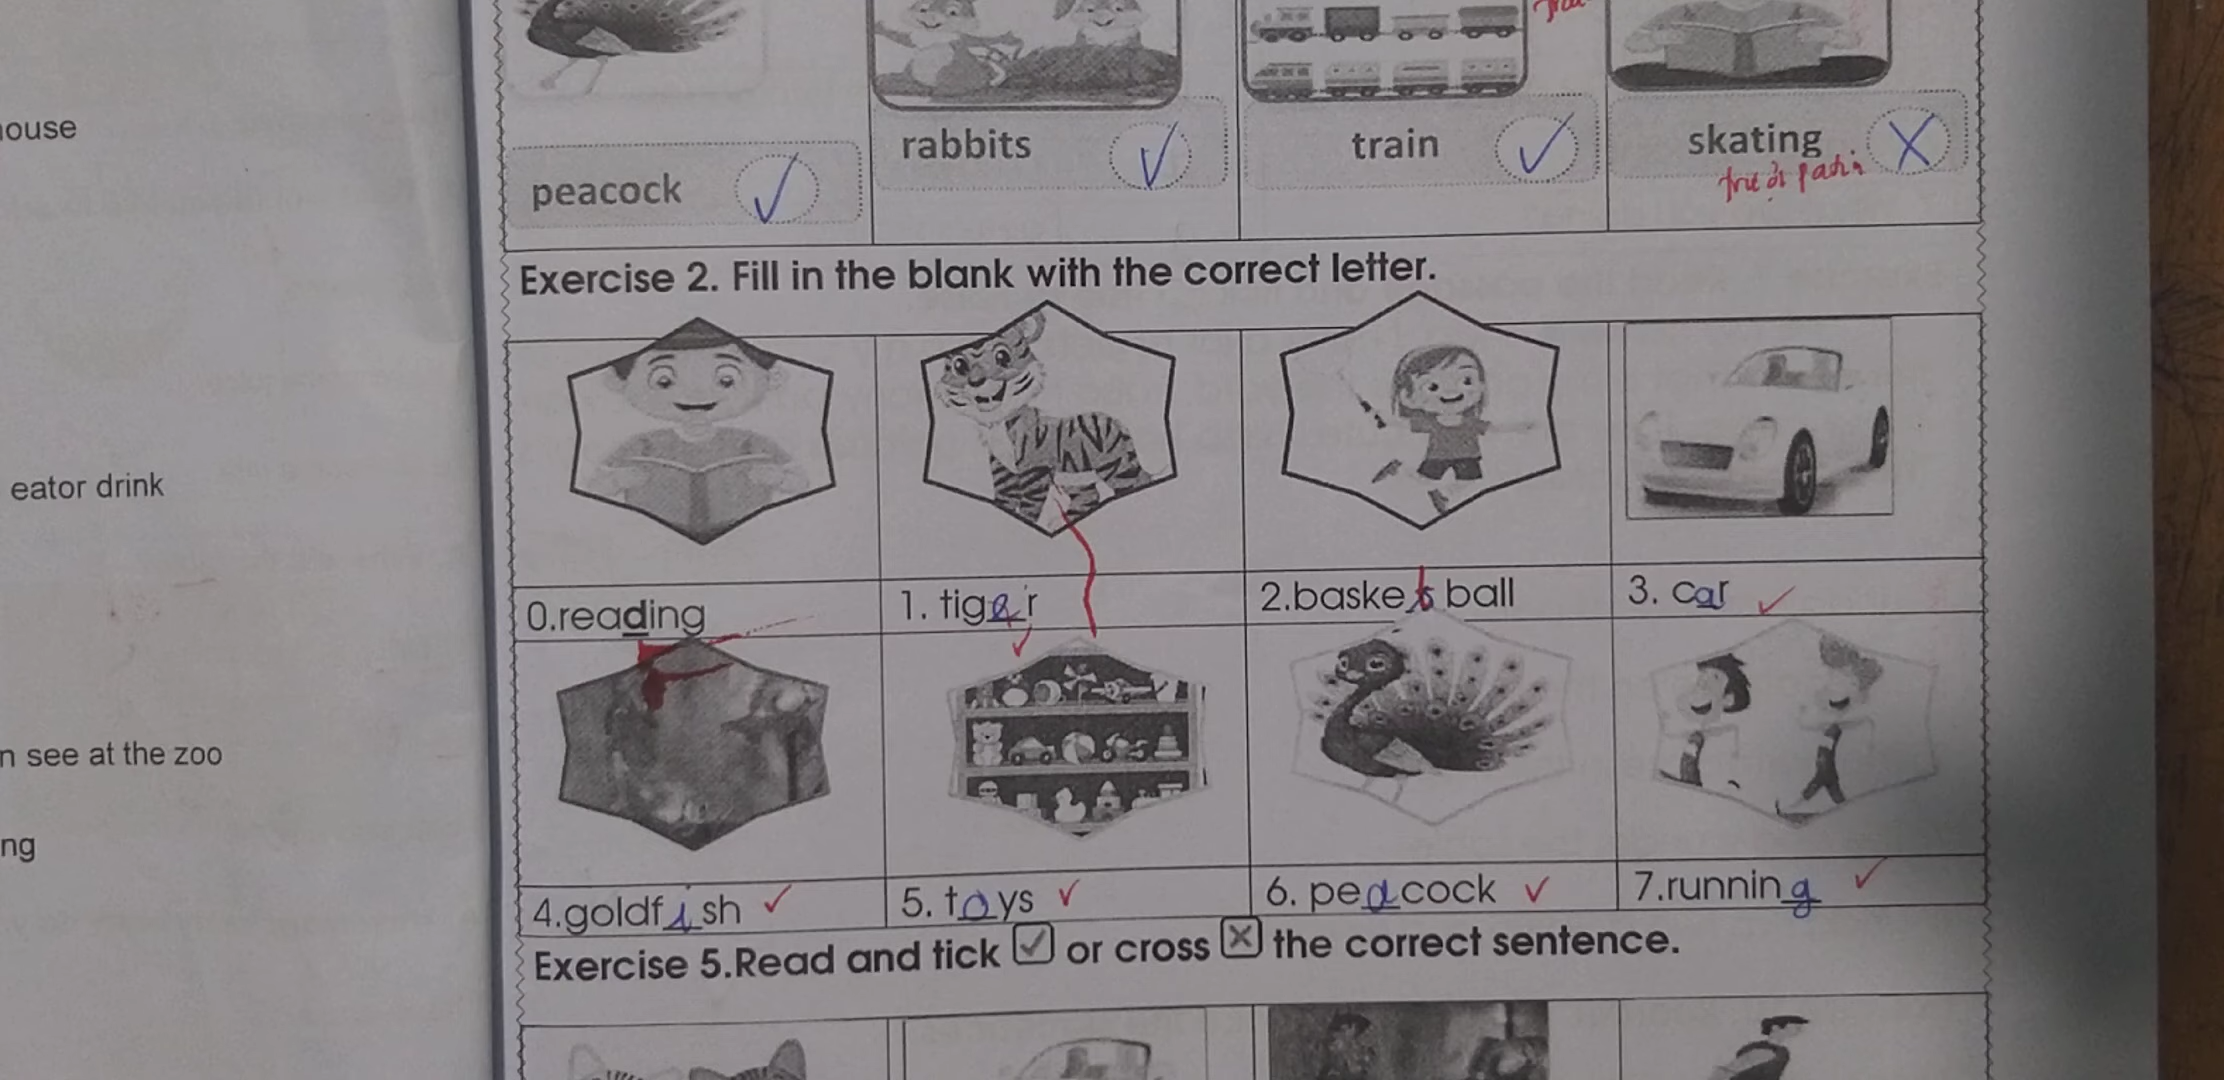 ouse
eator drink
n see at the zoo
ng
peacock ✓
rabbits ✓
train ✓
skating X
Exercise 2. Fill in the blank with the correct letter.
0.reading
1. tiger
2.baske ball
3. car ✓
4.goldfish ✓
5. toys ✓
6. peacock ✓
7.running ✓
Exercise 5.Read and tick ☑ or cross ☒ the correct sentence.